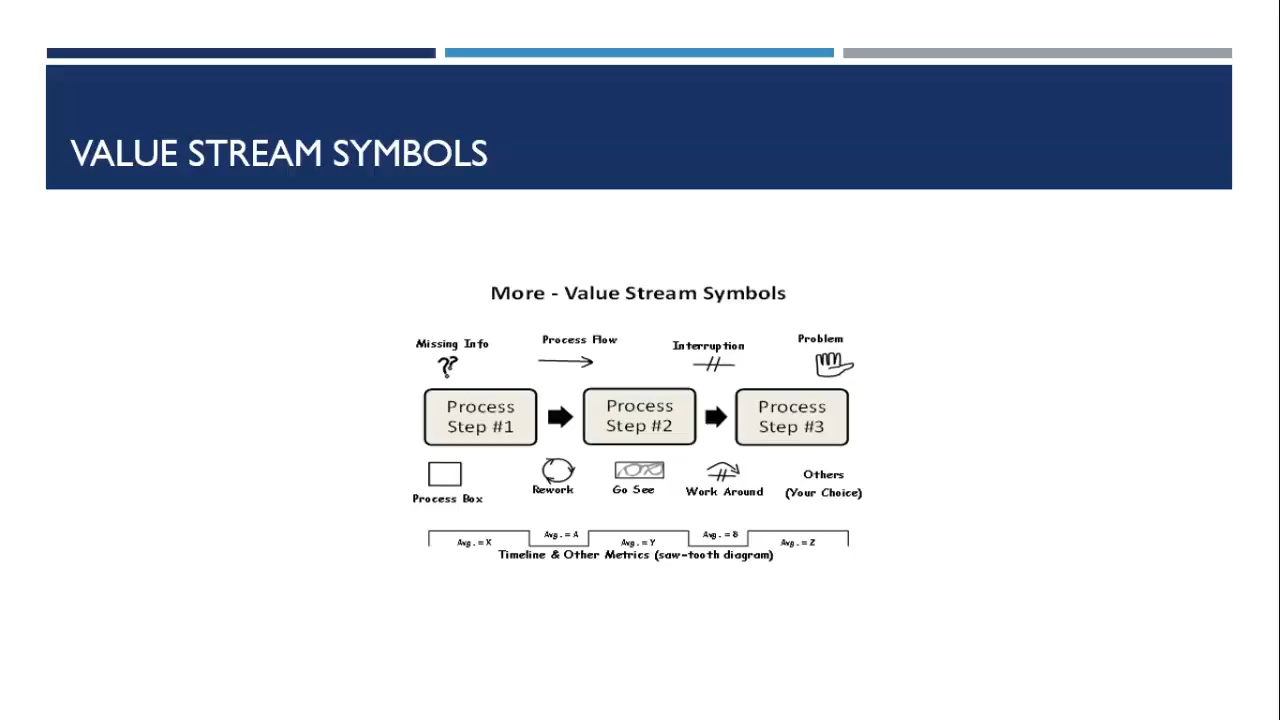 VALUE STREAM SYMBOLS
More - Value Stream Symbols
Missing Info
Process Flow
Interruption
Problem
??
Process
Step #1
Process
Step #2
Process
Step #3
Process Box
Rework
Go See
Work Around
Others
(Your Choice)
Avg. = X
Avg. = A
Avg. = Y
Avg. = B
Avg. = Z
Timeline & Other Metrics (saw-tooth diagram)